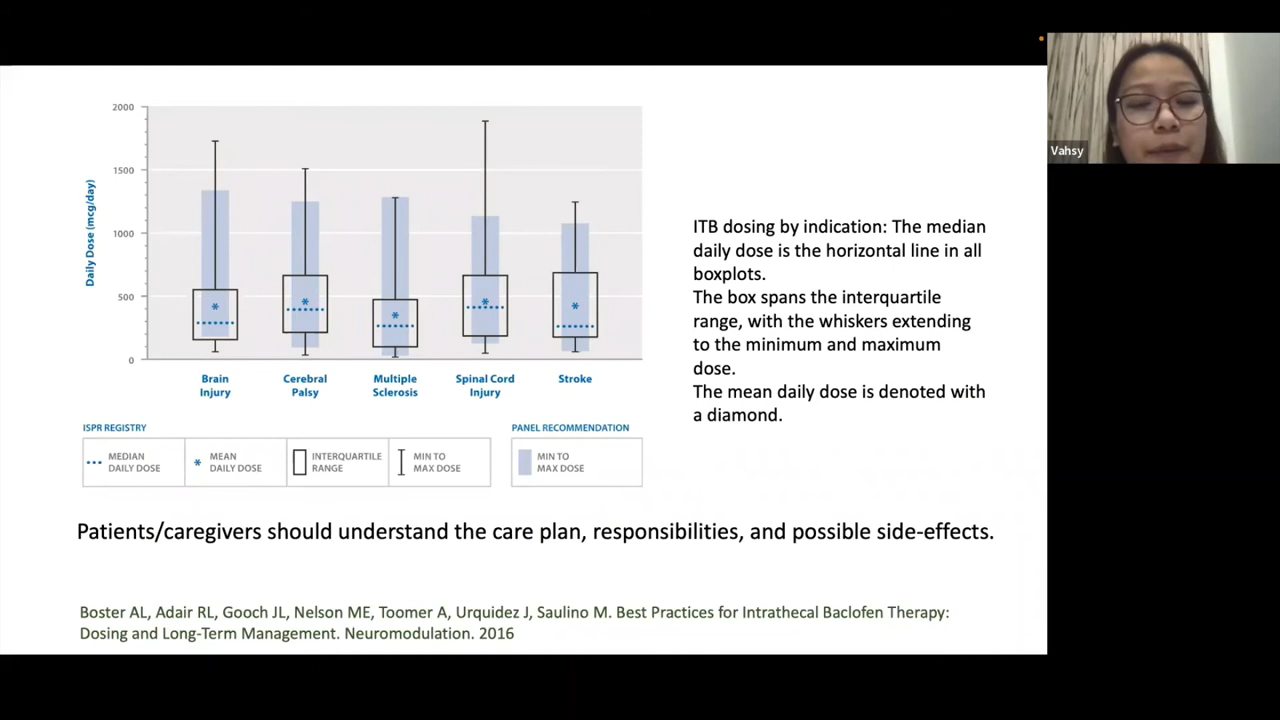 Vahsy
2000
1500
1000
500
0
Daily Dose (mcg/day)
Brain
Injury
Cerebral
Palsy
Multiple
Sclerosis
Spinal Cord
Injury
Stroke
ISPR REGISTRY
MEDIAN
DAILY DOSE
* MEAN
DAILY DOSE
INTERQUARTILE
RANGE
MIN TO
MAX DOSE
PANEL RECOMMENDATION
MIN TO
MAX DOSE
ITB dosing by indication: The median
daily dose is the horizontal line in all
boxplots.
The box spans the interquartile
range, with the whiskers extending
to the minimum and maximum
dose.
The mean daily dose is denoted with
a diamond.
Patients/caregivers should understand the care plan, responsibilities, and possible side-effects.
Boster AL, Adair RL, Gooch JL, Nelson ME, Toomer A, Urquidez J, Saulino M. Best Practices for Intrathecal Baclofen Therapy:
Dosing and Long-Term Management. Neuromodulation. 2016